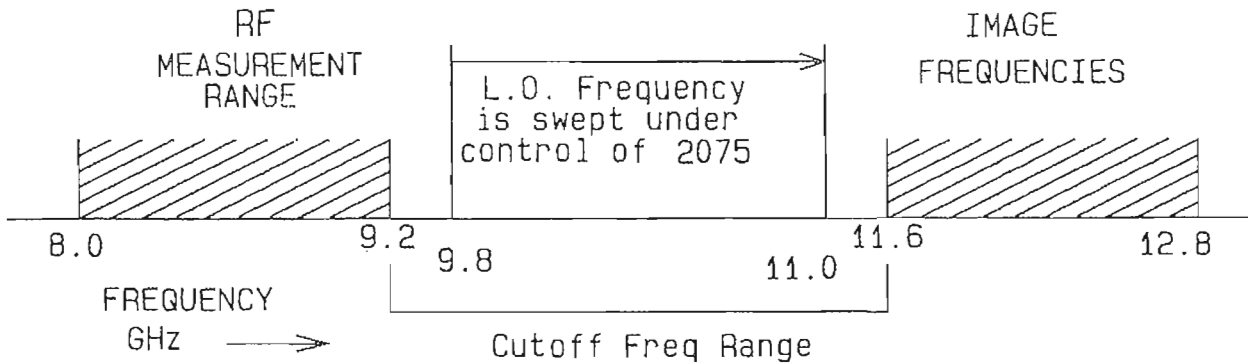 RF
MEASUREMENT
RANGE
L.O. Frequency
is swept under
control of 2075
IMAGE
FREQUENCIES
8.0
9.2
9.8
11.0
11.6
12.8
FREQUENCY
GHz
Cutoff Freq Range